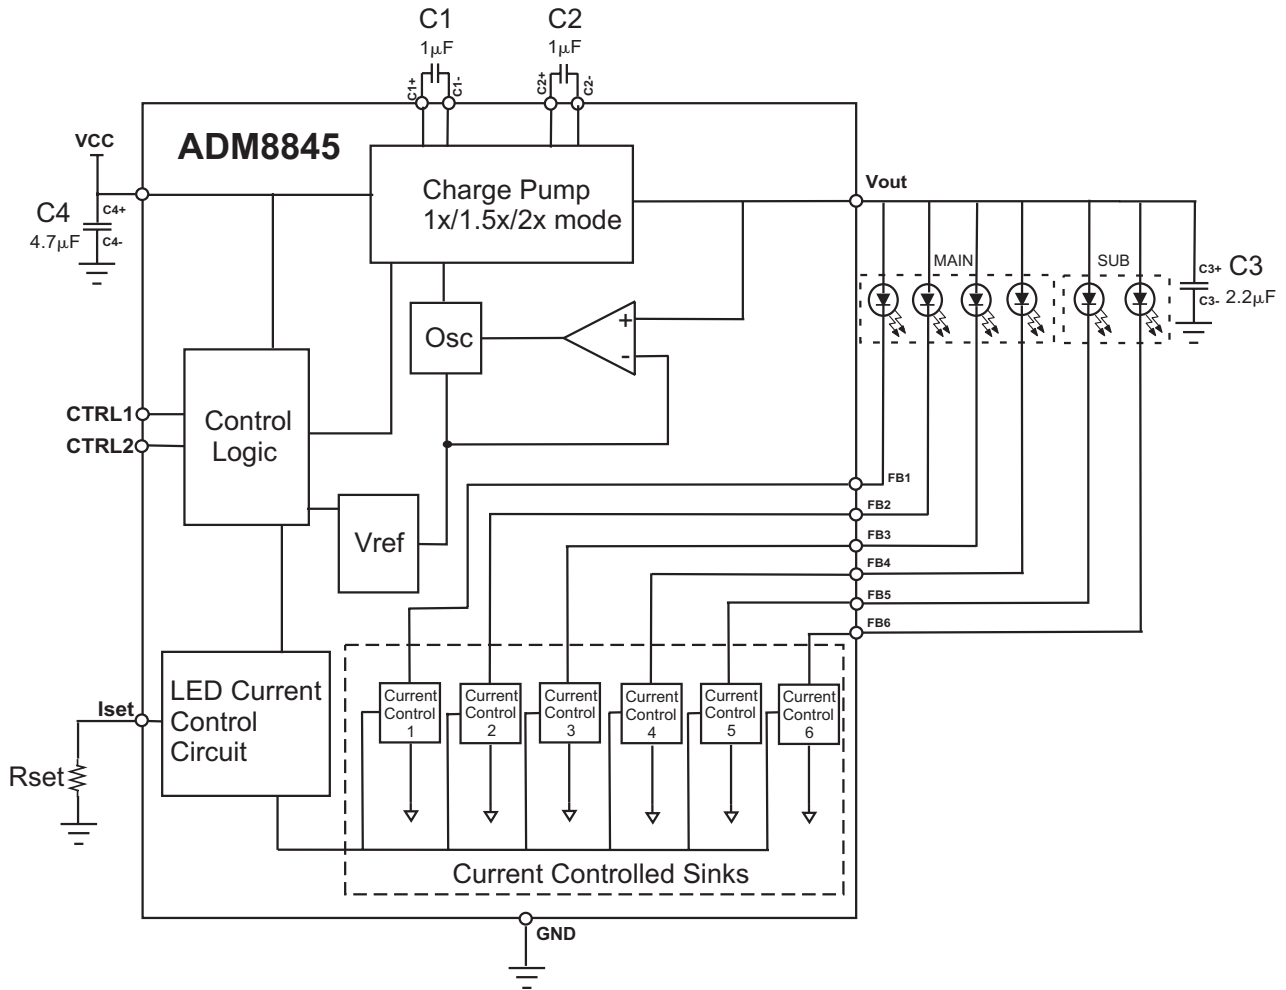 C1
1µF
C2
1µF
C1+
C1-
C2+
C2-
VCC
ADM8845
Charge Pump
1x/1.5x/2x mode
Vout
C4
4.7µF
C4+
C4-
MAIN
SUB
C3+
C3-
C3
2.2µF
Osc
+
-
CTRL1
CTRL2
Control
Logic
Vref
FB1
FB2
FB3
FB4
FB5
FB6
LED Current
Control
Circuit
Iset
Rset
Current
Control
1
Current
Control
2
Current
Control
3
Current
Control
4
Current
Control
5
Current
Control
6
Current Controlled Sinks
GND